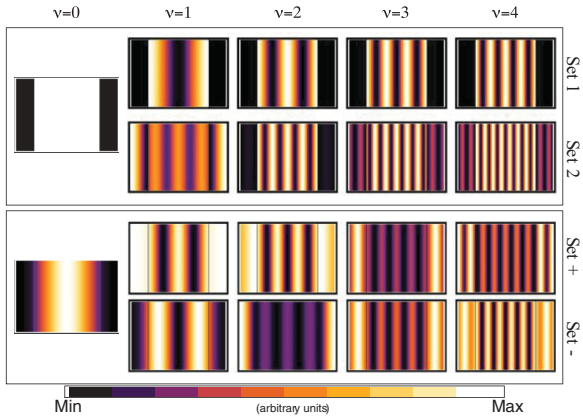 ν=0 ν=1 ν=2 ν=3 ν=4
Set 1
Set 2
Set +
Set -
Min (arbitrary units) Max